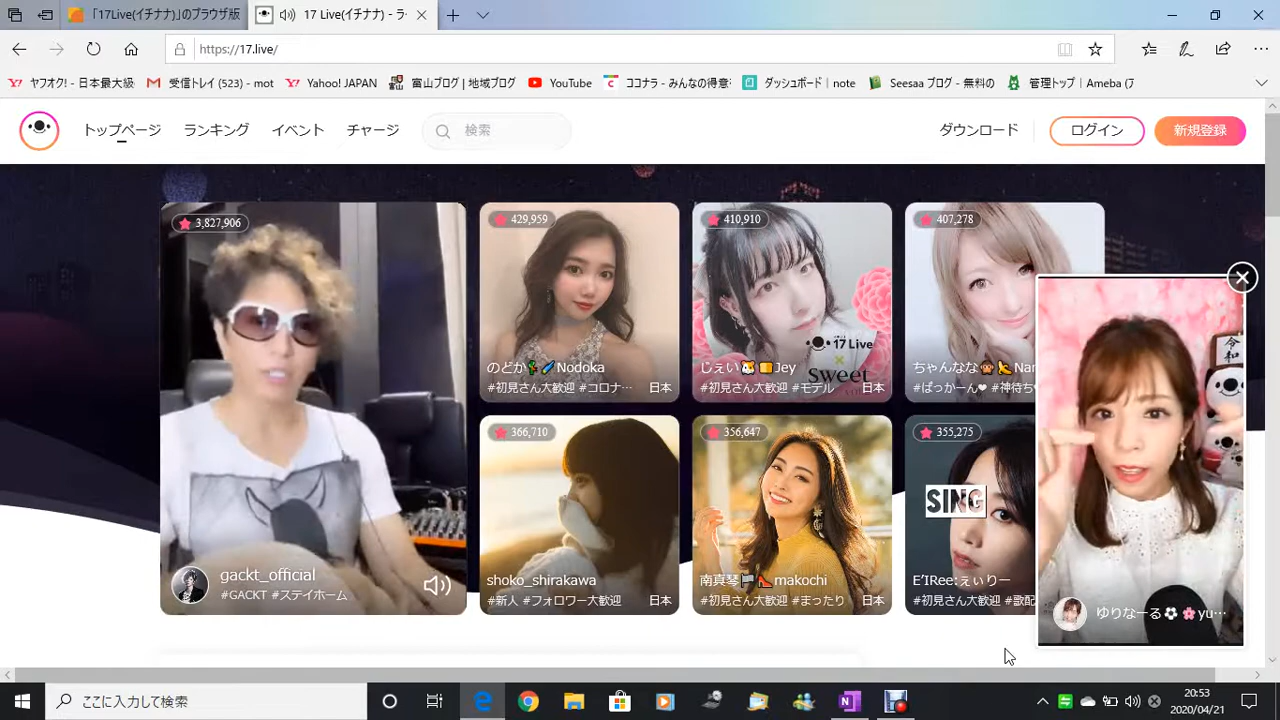 「17Live(イチナナ)」のブラウザ版
17 Live(イチナナ) - ラ
https://17.live/
ヤフオク! - 日本最大級
受信トレイ (523) - mot
Yahoo! JAPAN
富山ブログ | 地域ブログ
YouTube
ココナラ - みんなの得意
ダッシュボード | note
Seesaa ブログ - 無料の
管理トップ | Ameba (ア
トップページ
ランキング
イベント
チャージ
検索
ダウンロード
ログイン
新規登録
3,827,906
gackt_official
#GACKT #ステイホーム
429,959
のどか🦎🧪Nodoka
#初見さん大歓迎 #コロナ…
日本
410,910
17 Live
×
Sweet
じぇい🐹🍞Jey
#初見さん大歓迎 #モデル
日本
407,278
ちゃんなな🐵🍌Nar
#ぱっかーん❤ #神待ち
366,710
shoko_shirakawa
#新人 #フォロワー大歓迎
日本
356,647
南真琴🏳👠makochi
#初見さん大歓迎 #まったり
日本
355,275
SING
E'IRee:ぇぃりー
#初見さん大歓迎 #歌配
令和
ゆりなーる⚽🌸yu…
ここに入力して検索
20:53
2020/04/21